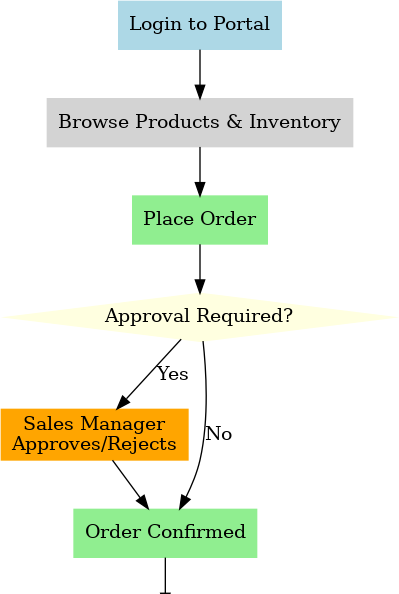 Login to Portal
Browse Products & Inventory
Place Order
Approval Required?
Yes
Sales Manager
Approves/Rejects
No
Order Confirmed